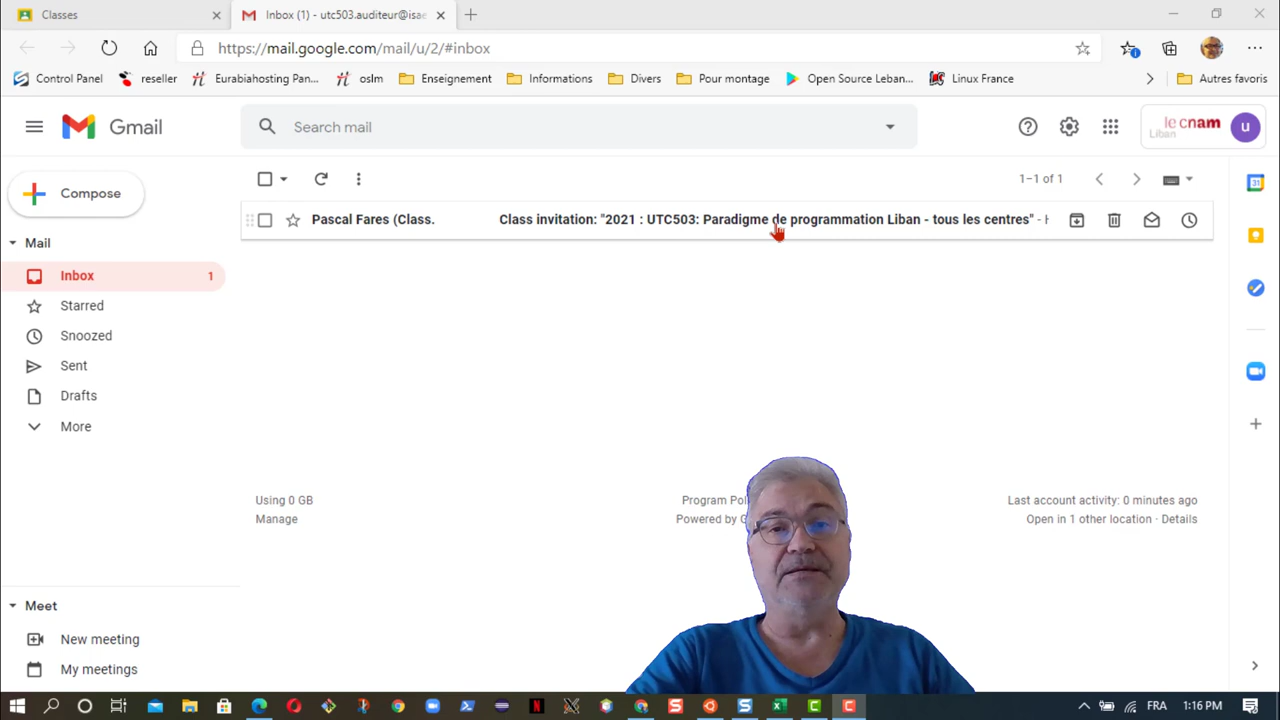 Classes
Inbox (1) - utc503.auditeur@isae
https://mail.google.com/mail/u/2/#inbox
Control Panel
reseller
Eurabiahosting Pan...
oslm
Enseignement
Informations
Divers
Pour montage
Open Source Leban...
Linux France
Autres favoris
Gmail
Search mail
le cnam
Liban
u
Compose
1–1 of 1
Mail
Pascal Fares (Class.
Class invitation: "2021 : UTC503: Paradigme de programmation Liban - tous les centres" -
Inbox
1
Starred
Snoozed
Sent
Drafts
More
Using 0 GB
Manage
Program
Powered by
Last account activity: 0 minutes ago
Open in 1 other location · Details
Meet
New meeting
My meetings
31
FRA
1:16 PM